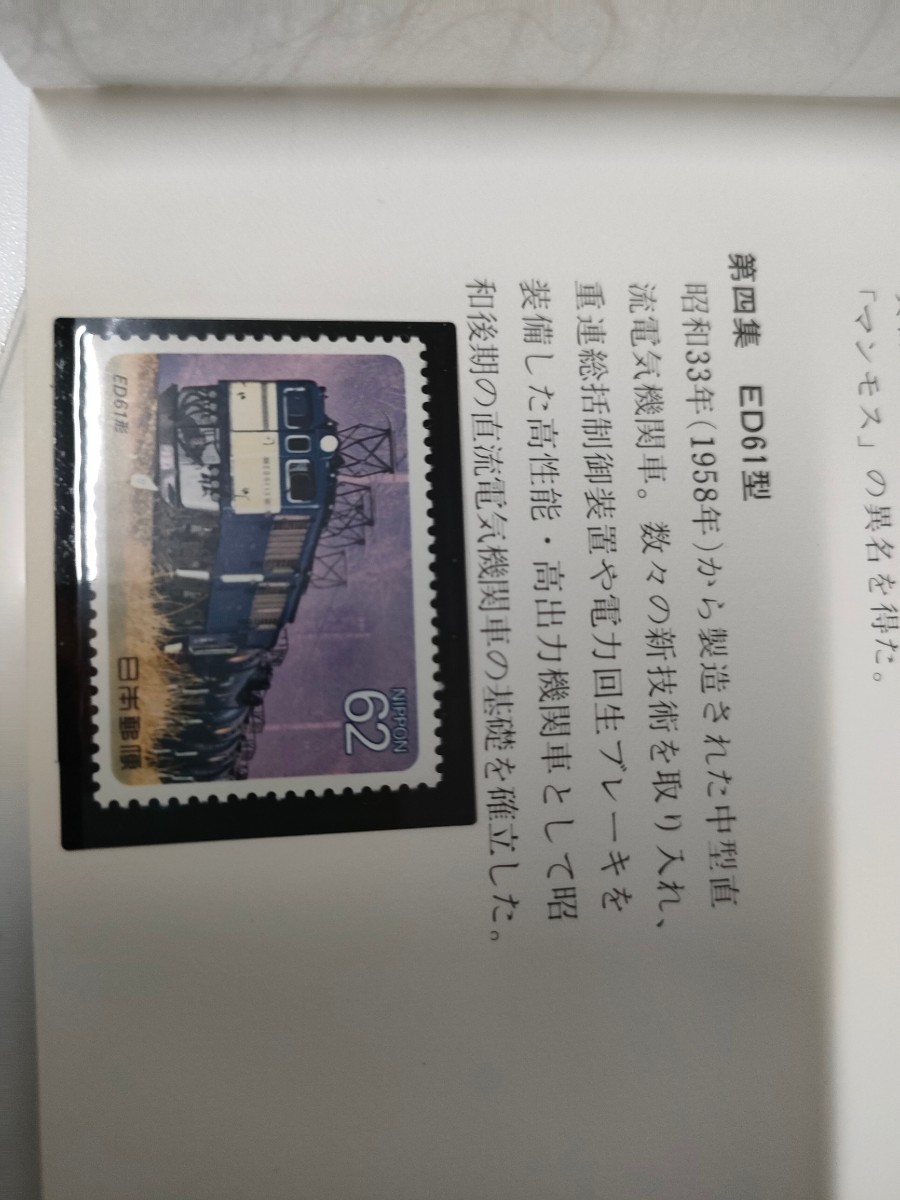 「マンモス」の異名を得た。
第四集 ED61型
昭和33年(1958年)から製造された中型直
流電気機関車。数々の新技術を取り入れ、
重連総括制御装置や電力回生ブレーキを
装備した高性能・高出力機関車として昭
和後期の直流電気機関車の基礎を確立した。
NIPPON
62
ED61形
日本郵便